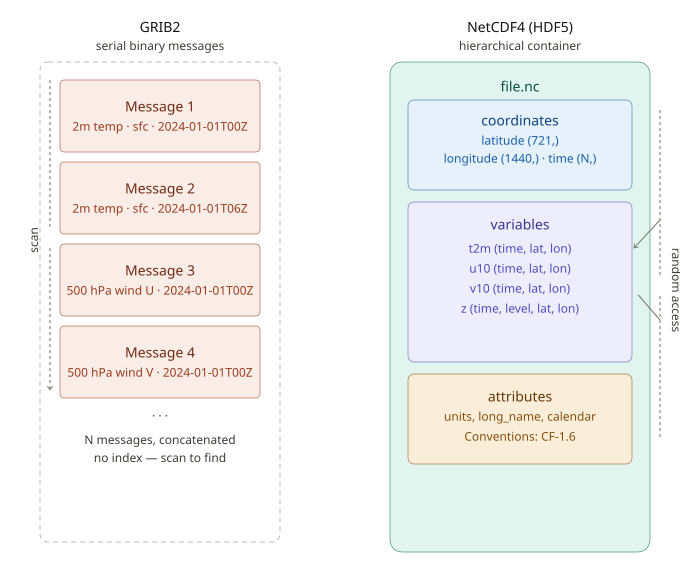 GRIB2
serial binary messages
scan
Message 1
2m temp · sfc · 2024-01-01T00Z
Message 2
2m temp · sfc · 2024-01-01T06Z
Message 3
500 hPa wind U · 2024-01-01T00Z
Message 4
500 hPa wind V · 2024-01-01T00Z
...
N messages, concatenated
no index — scan to find
NetCDF4 (HDF5)
hierarchical container
file.nc
coordinates
latitude (721,)
longitude (1440,) · time (N,)
variables
t2m (time, lat, lon)
u10 (time, lat, lon)
v10 (time, lat, lon)
z (time, level, lat, lon)
random access
attributes
units, long_name, calendar
Conventions: CF-1.6